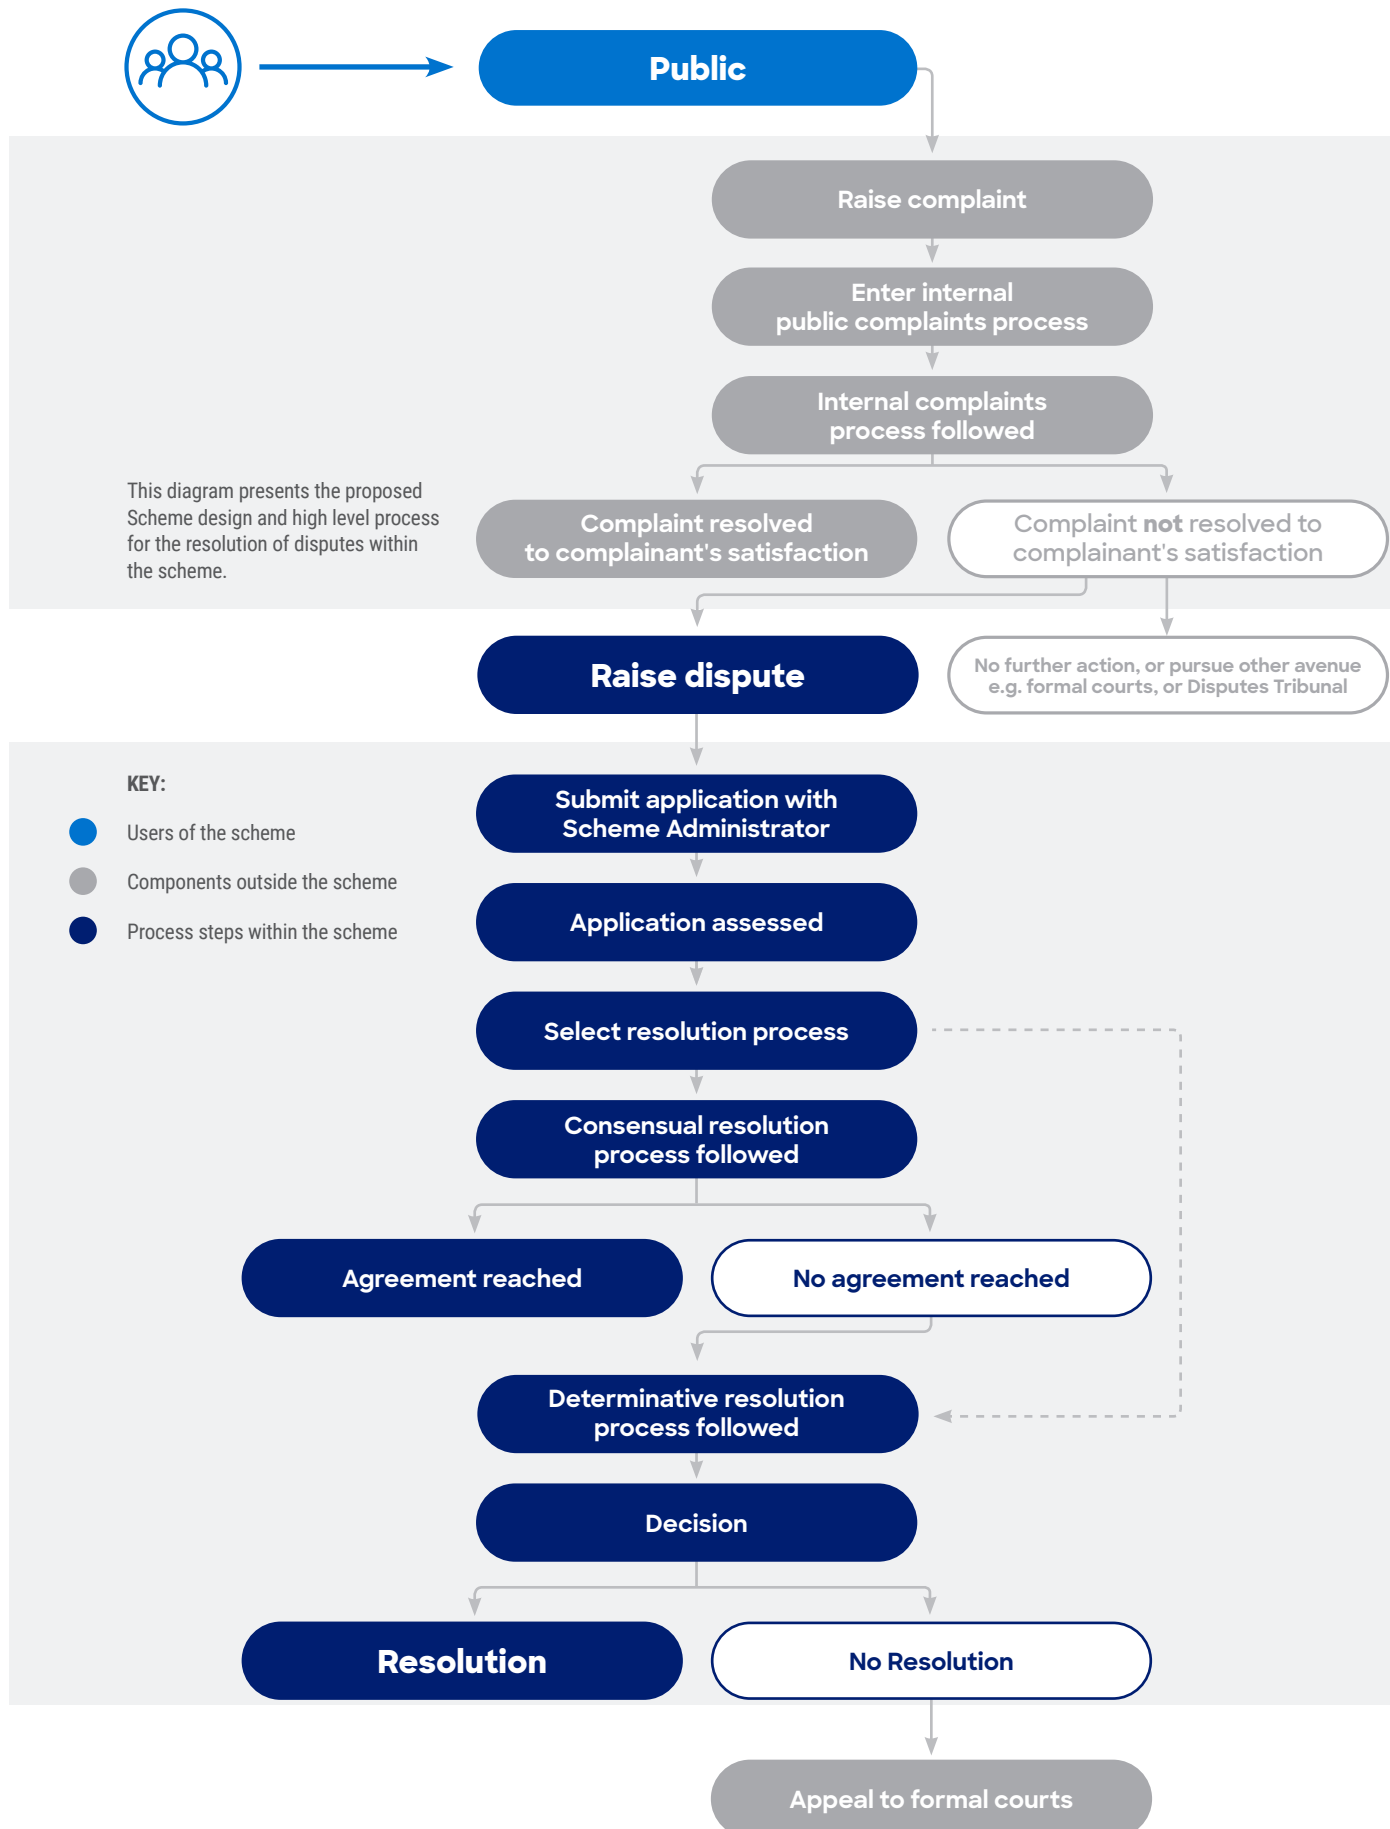 Public
Raise complaint
Enter internal
public complaints process
Internal complaints
process followed
This diagram presents the proposed
Scheme design and high level process
for the resolution of disputes within
the scheme.
Complaint resolved
to complainant's satisfaction
Complaint not resolved to
complainant's satisfaction
Raise dispute
No further action, or pursue other avenue
e.g. formal courts, or Disputes Tribunal
KEY:
Users of the scheme
Components outside the scheme
Process steps within the scheme
Submit application with
Scheme Administrator
Application assessed
Select resolution process
Consensual resolution
process followed
Agreement reached
No agreement reached
Determinative resolution
process followed
Decision
Resolution
No Resolution
Appeal to formal courts